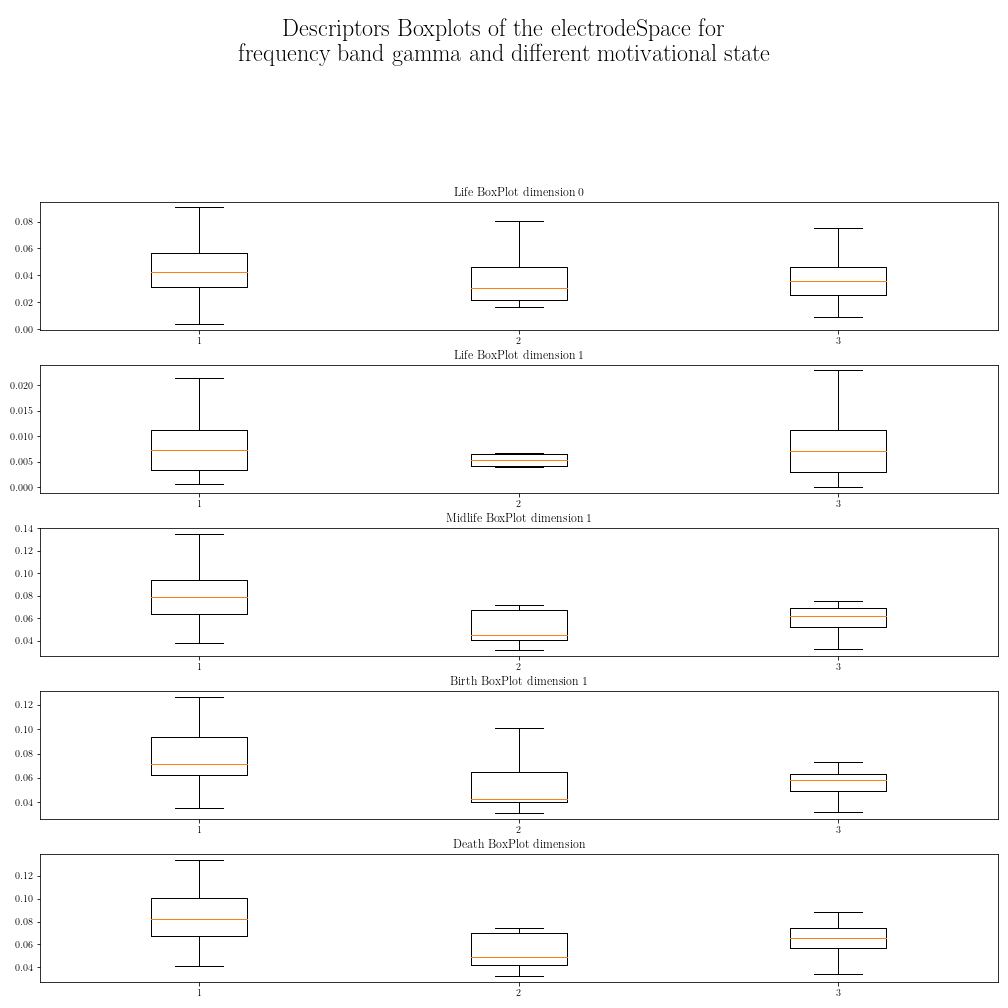 Descriptors Boxplots of the electrodeSpace for
frequency band gamma and different motivational state
Life BoxPlot dimension 0
0.08
0.06
0.04
0.02
0.00
1 2 3
Life BoxPlot dimension 1
0.020
0.015
0.010
0.005
0.000
1 2 3
Midlife BoxPlot dimension 1
0.14
0.12
0.10
0.08
0.06
0.04
1 2 3
Birth BoxPlot dimension 1
0.12
0.10
0.08
0.06
0.04
1 2 3
Death BoxPlot dimension
0.12
0.10
0.08
0.06
0.04
1 2 3